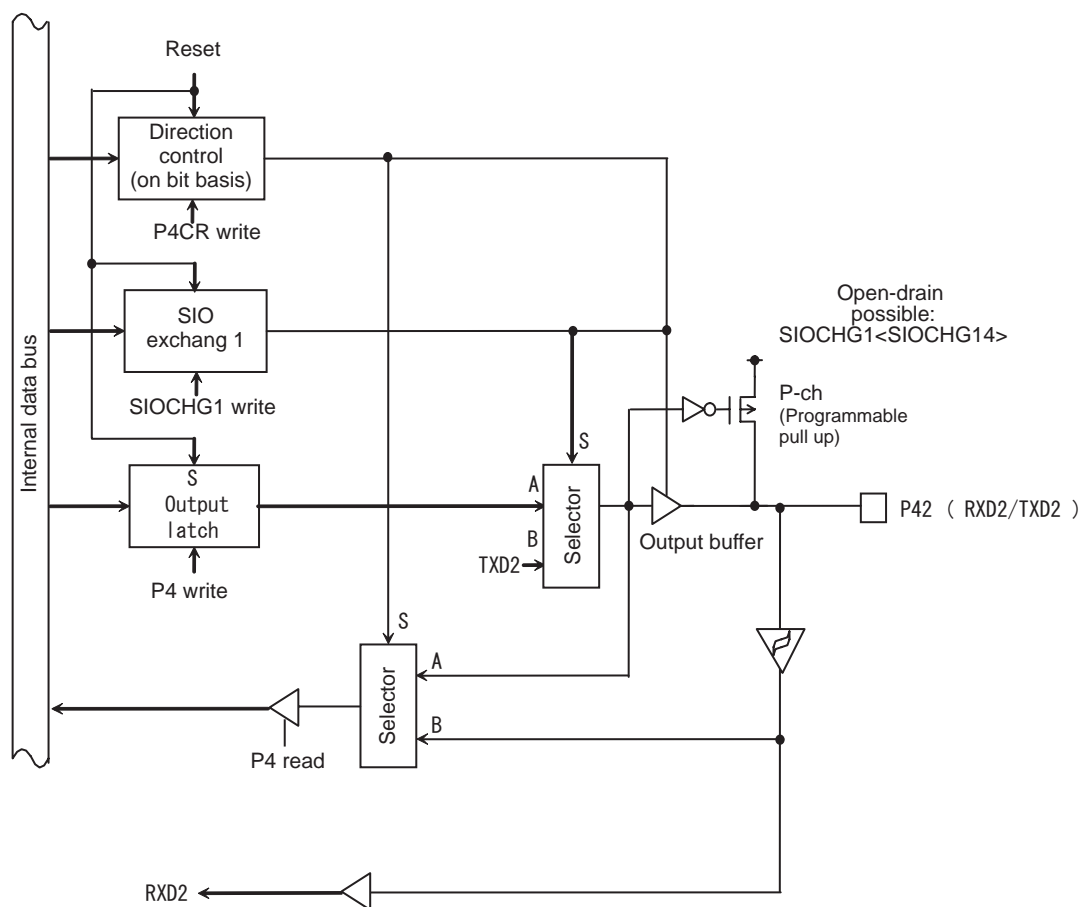 Reset
Direction
control
(on bit basis)
P4CR write
Internal data bus
SIO
exchang 1
SIOCHG1 write
Open-drain
possible:
SIOCHG1<SIOCHG14>
P-ch
(Programmable
pull up)
S
Output
latch
P4 write
S
A
B
TXD2
Selector
Output buffer
P42 ( RXD2/TXD2 )
S
A
B
Selector
P4 read
RXD2